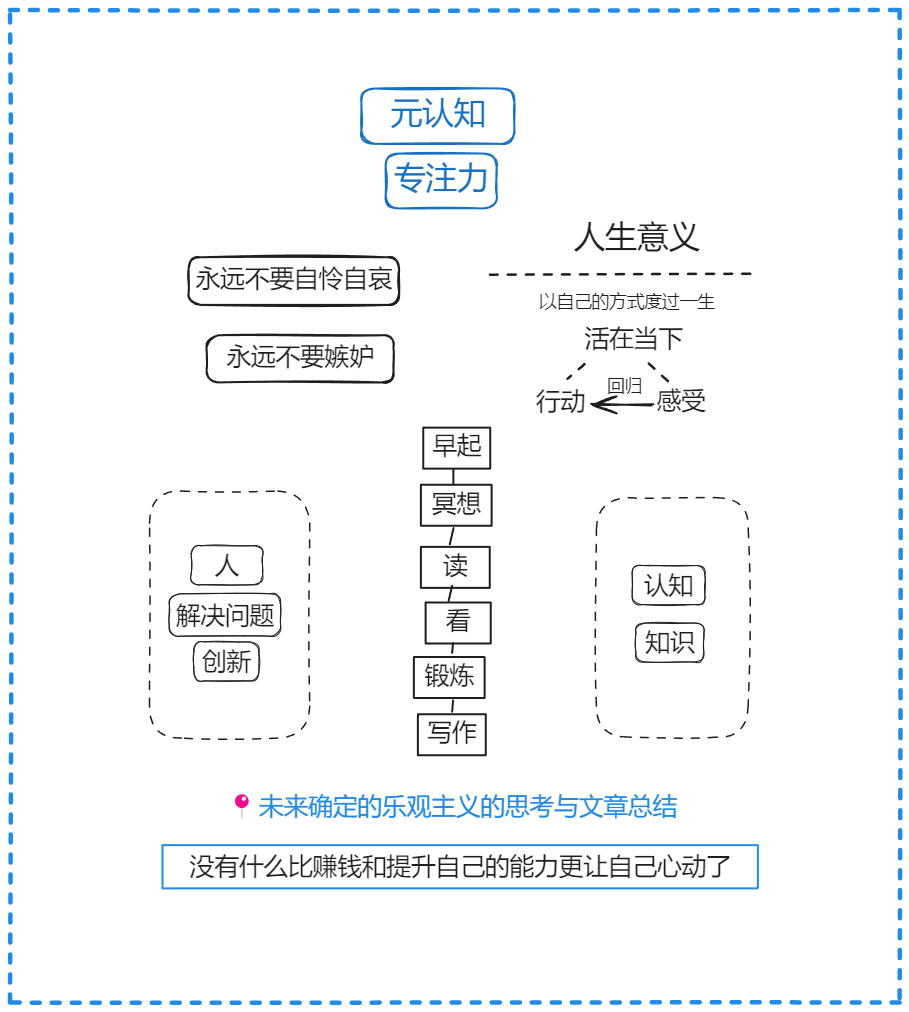 元认知
专注力
人生意义
永远不要自怜自哀
以自己的方式度过一生
永远不要嫉妒
活在当下
回归
行动
感受
早起
冥想
读
看
锻炼
写作
人
解决问题
创新
认知
知识
未来确定的乐观主义的思考与文章总结
没有什么比赚钱和提升自己的能力更让自己心动了